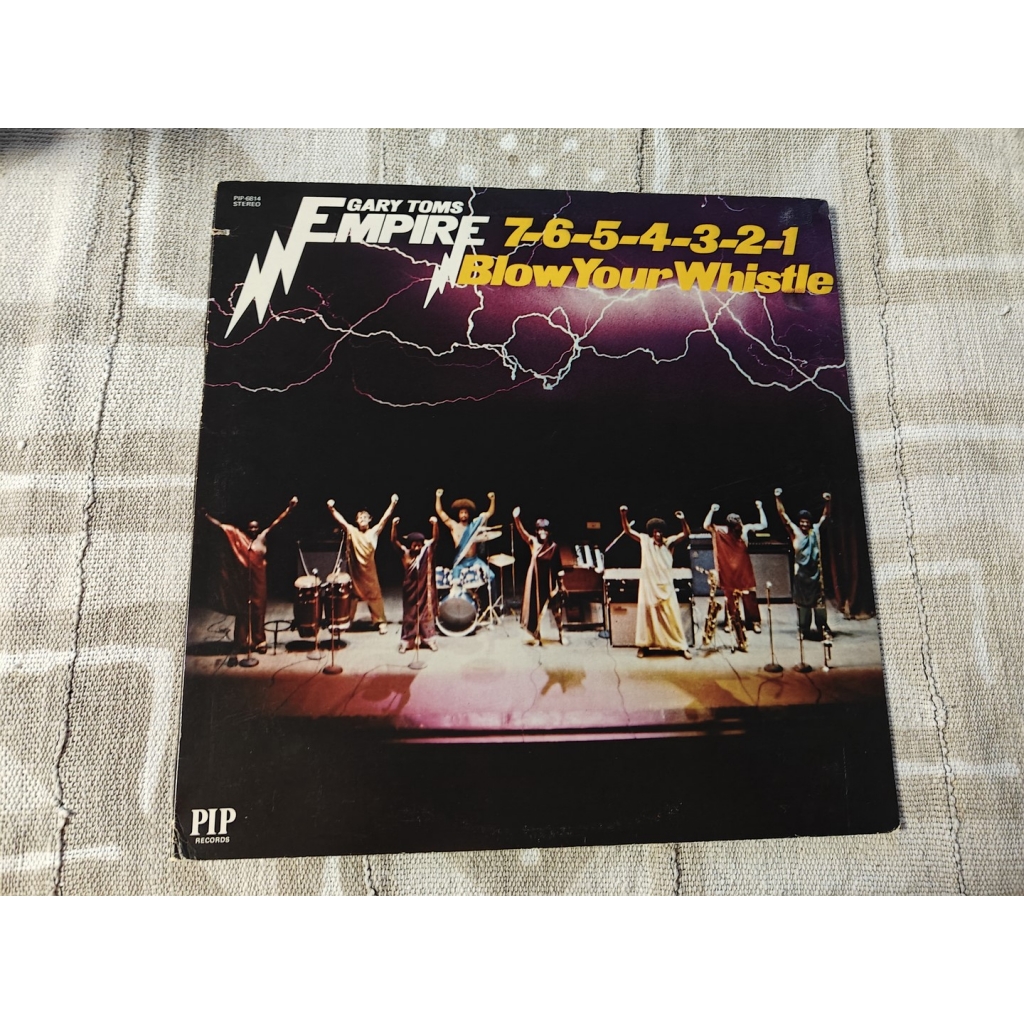 PIP-6814
STEREO
GARY TOMS
EMPIRE
7-6-5-4-3-2-1
Blow Your Whistle
PIP
RECORDS